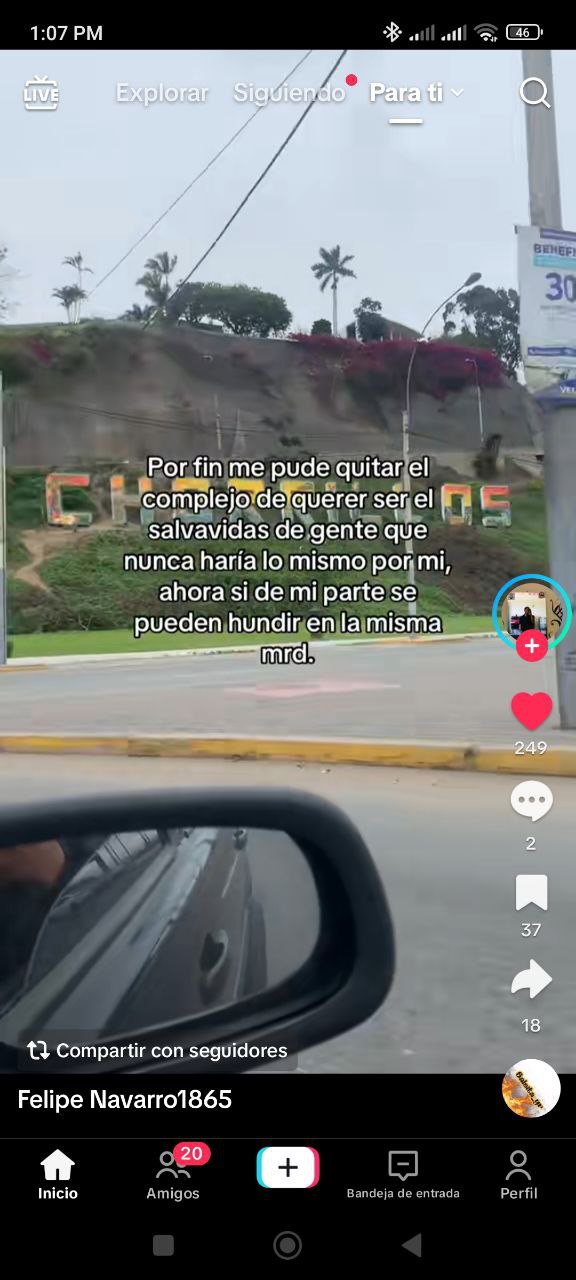 1:07 PM
46
LIVE
Explorar
Siguiendo
Para ti
30
Por fin me pude quitar el
complejo de querer ser el
salvavidas de gente que
nunca haría lo mismo por mi,
ahora si de mi parte se
pueden hundir en la misma
mrd.
249
2
37
18
Compartir con seguidores
Felipe Navarro1865
20
Inicio
Amigos
Bandeja de entrada
Perfil